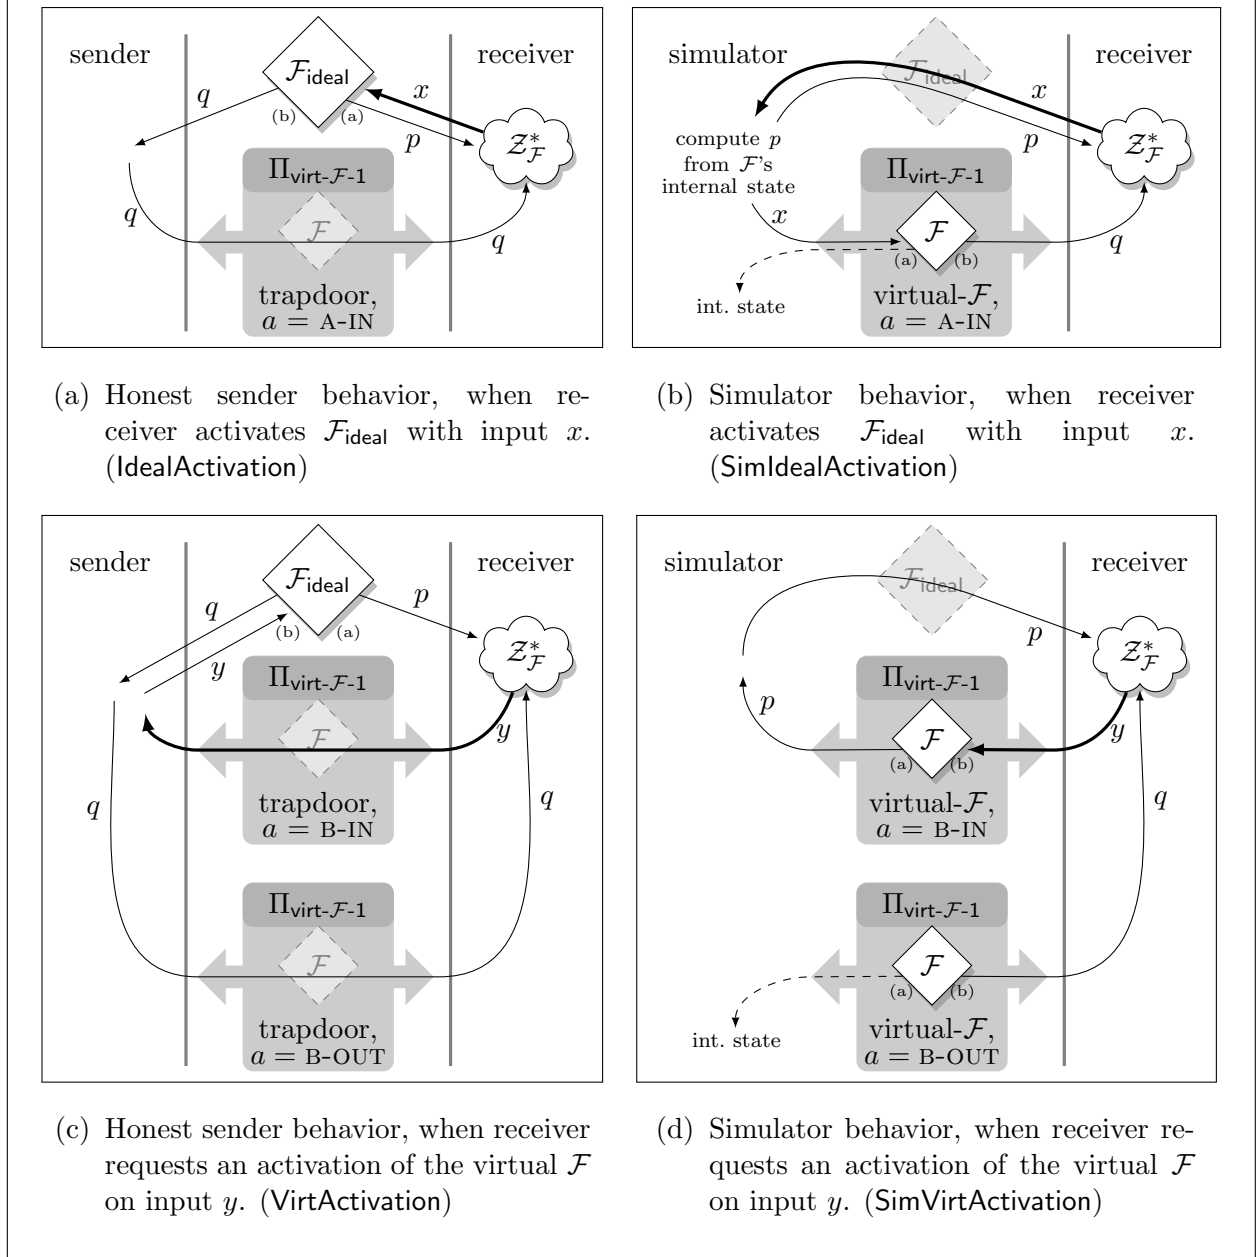 sender
receiver
ℱ_ideal
x
q
(b)
(a)
p
𝒵*_ℱ
Π_virt-ℱ-1
q
ℱ
q
trapdoor,
a = A-IN
simulator
receiver
ℱ_ideal
x
compute p
from ℱ's
internal state
p
𝒵*_ℱ
Π_virt-ℱ-1
x
ℱ
(a)
(b)
q
int. state
virtual-ℱ,
a = A-IN
(a) Honest sender behavior, when re-
ceiver activates ℱ_ideal with input x.
(IdealActivation)
(b) Simulator behavior, when receiver
activates ℱ_ideal with input x.
(SimIdealActivation)
sender
receiver
ℱ_ideal
q
p
(b)
(a)
y
𝒵*_ℱ
Π_virt-ℱ-1
ℱ
y
trapdoor,
a = B-IN
q
q
Π_virt-ℱ-1
ℱ
trapdoor,
a = B-OUT
simulator
receiver
ℱ_ideal
p
𝒵*_ℱ
Π_virt-ℱ-1
p
ℱ
y
(a)
(b)
virtual-ℱ,
a = B-IN
q
Π_virt-ℱ-1
ℱ
(a)
(b)
int. state
virtual-ℱ,
a = B-OUT
(c) Honest sender behavior, when receiver
requests an activation of the virtual ℱ
on input y. (VirtActivation)
(d) Simulator behavior, when receiver re-
quests an activation of the virtual ℱ
on input y. (SimVirtActivation)